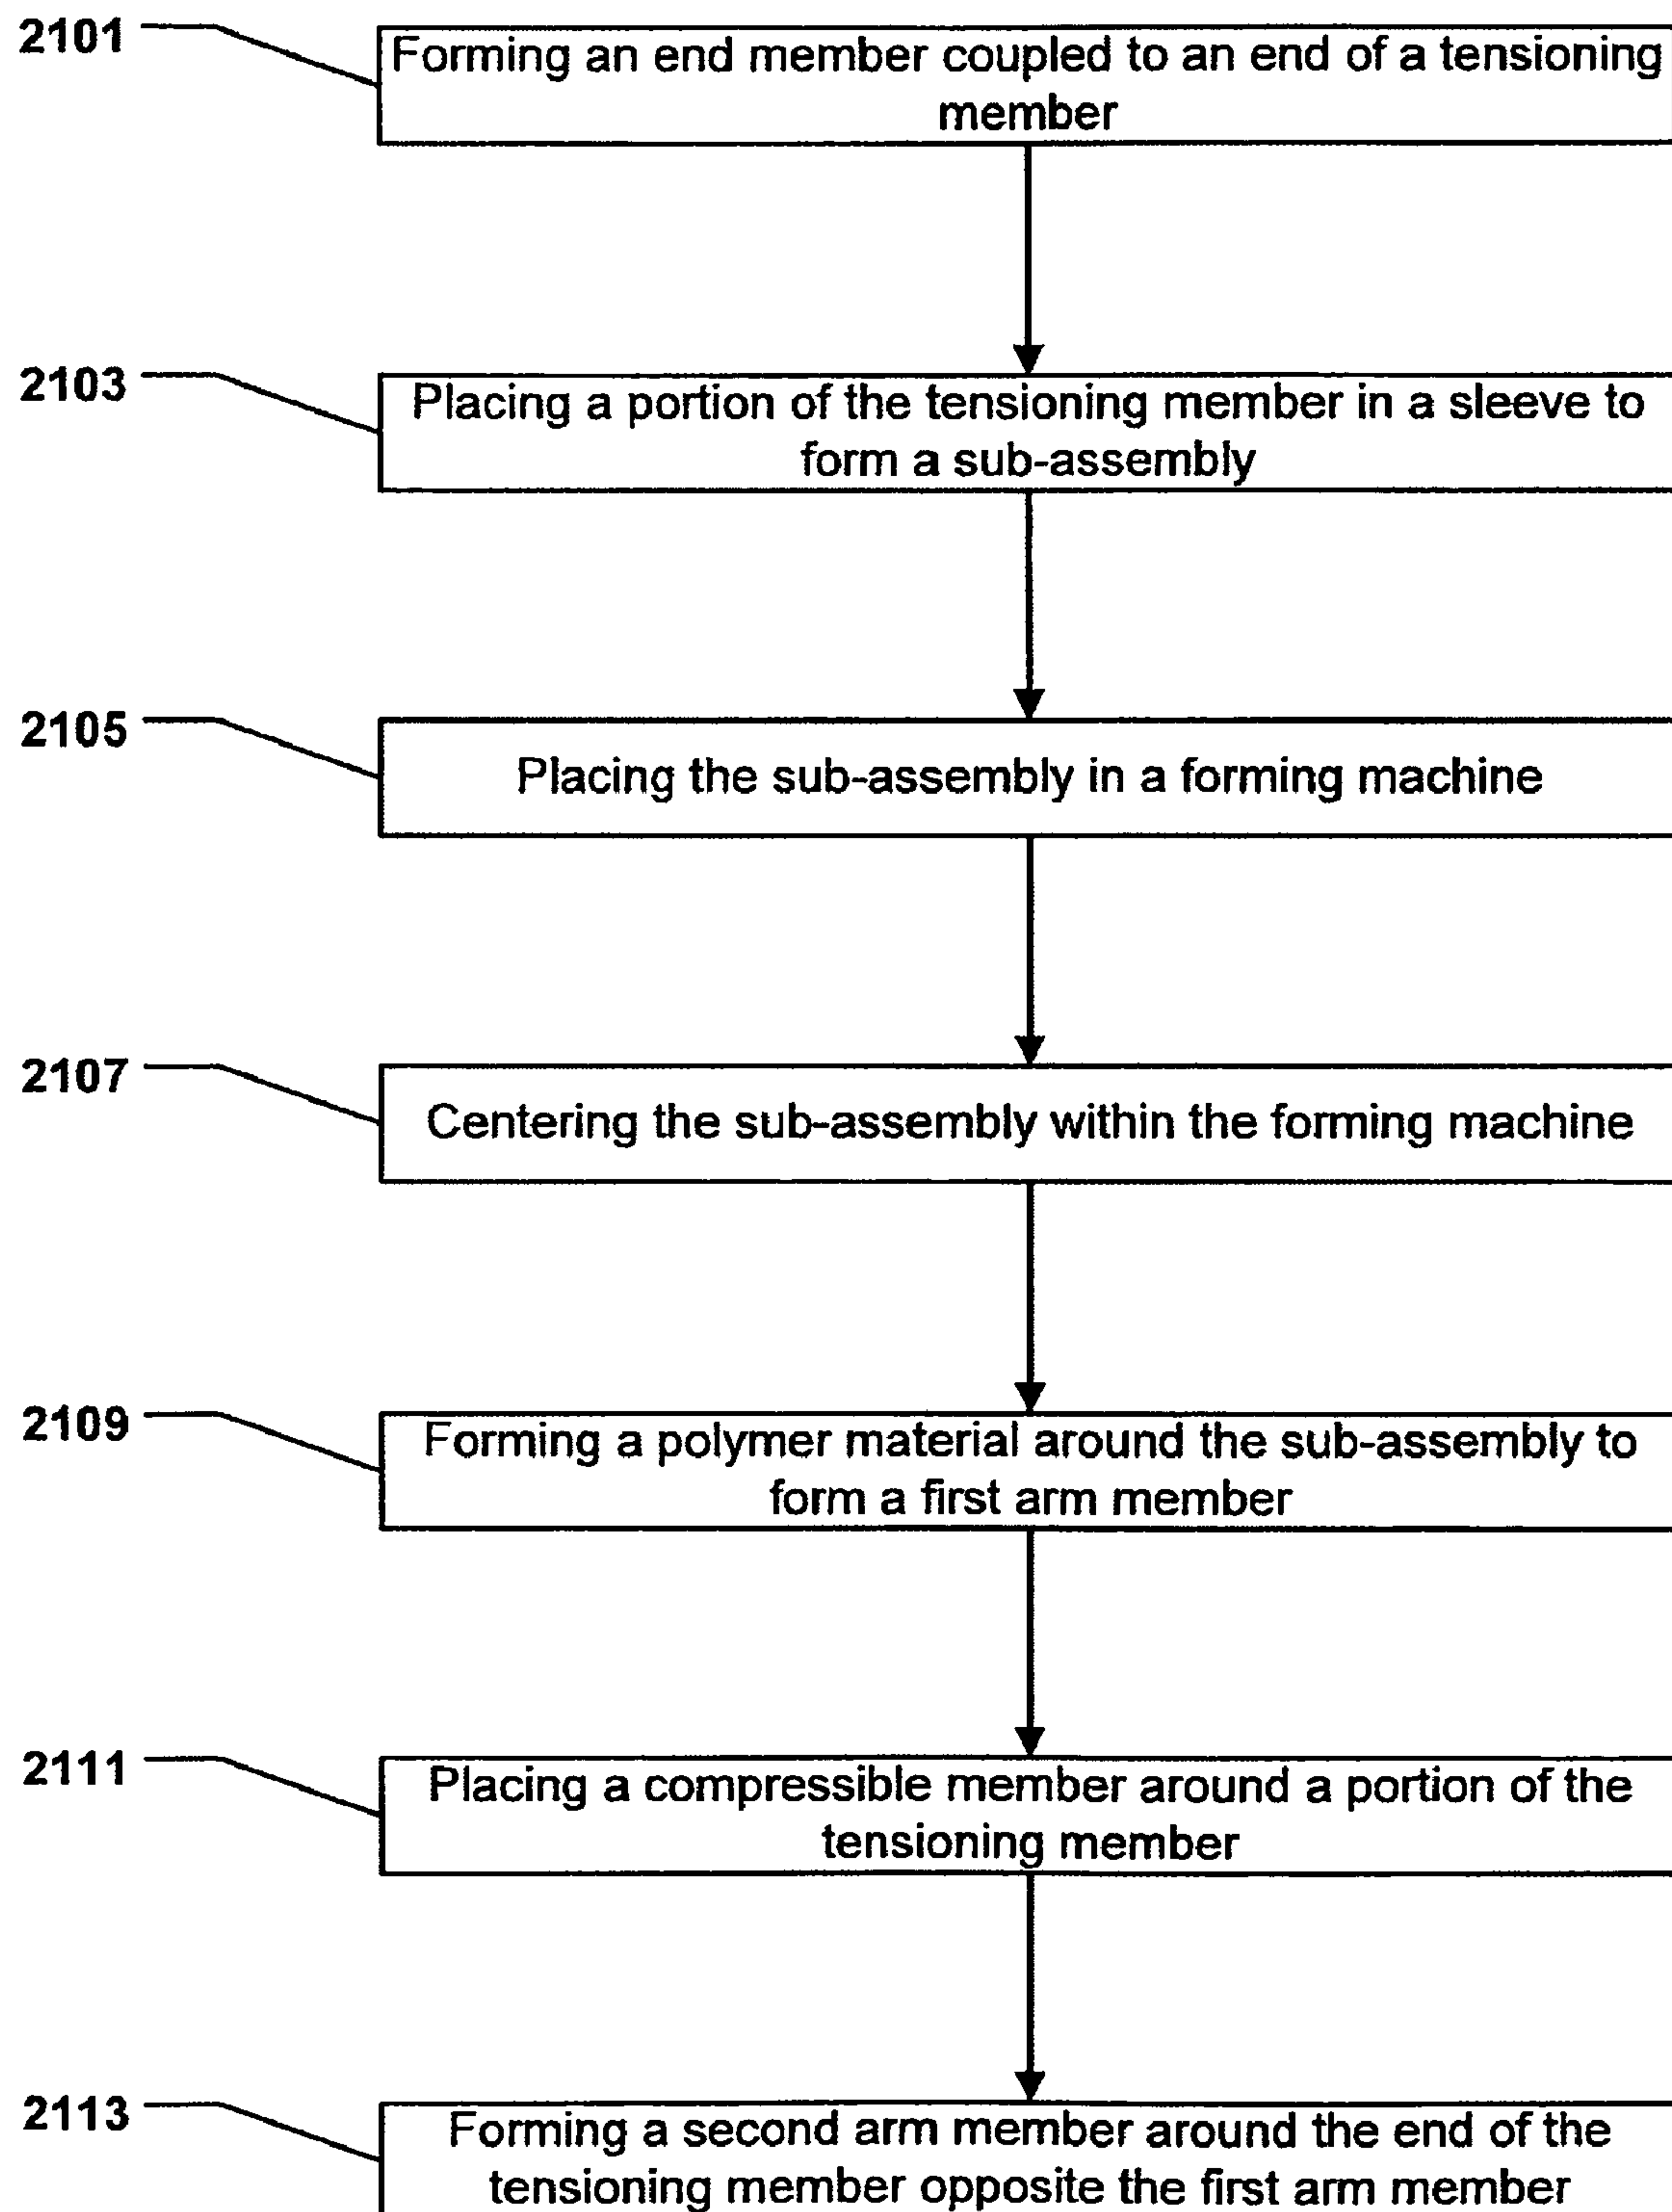 2101
Forming an end member coupled to an end of a tensioning
member
2103
Placing a portion of the tensioning member in a sleeve to
form a sub-assembly
2105
Placing the sub-assembly in a forming machine
2107
Centering the sub-assembly within the forming machine
2109
Forming a polymer material around the sub-assembly to
form a first arm member
2111
Placing a compressible member around a portion of the
tensioning member
2113
Forming a second arm member around the end of the
tensioning member opposite the first arm member